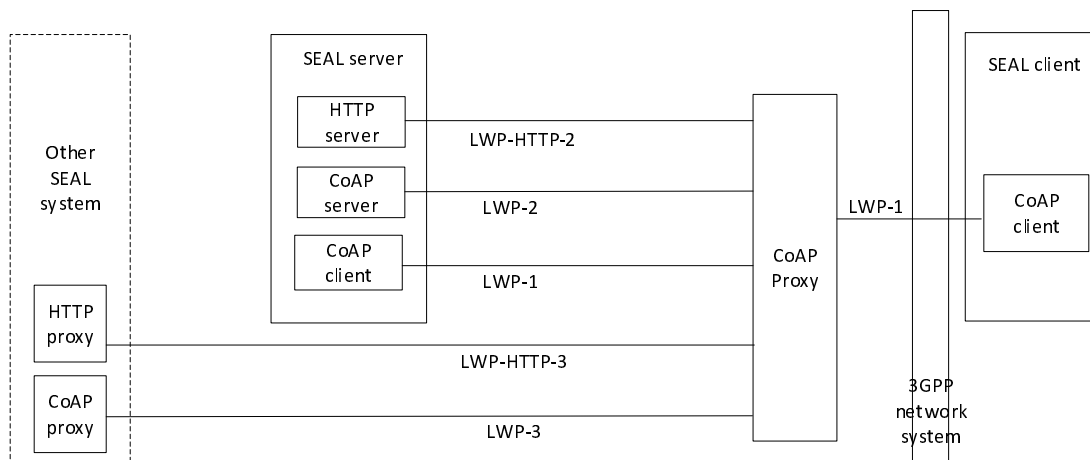 Other
SEAL
system
HTTP
proxy
CoAP
proxy
SEAL server
HTTP
server
CoAP
server
CoAP
client
LWP-HTTP-2
LWP-2
LWP-1
LWP-HTTP-3
LWP-3
CoAP
Proxy
LWP-1
3GPP
network
system
SEAL client
CoAP
client